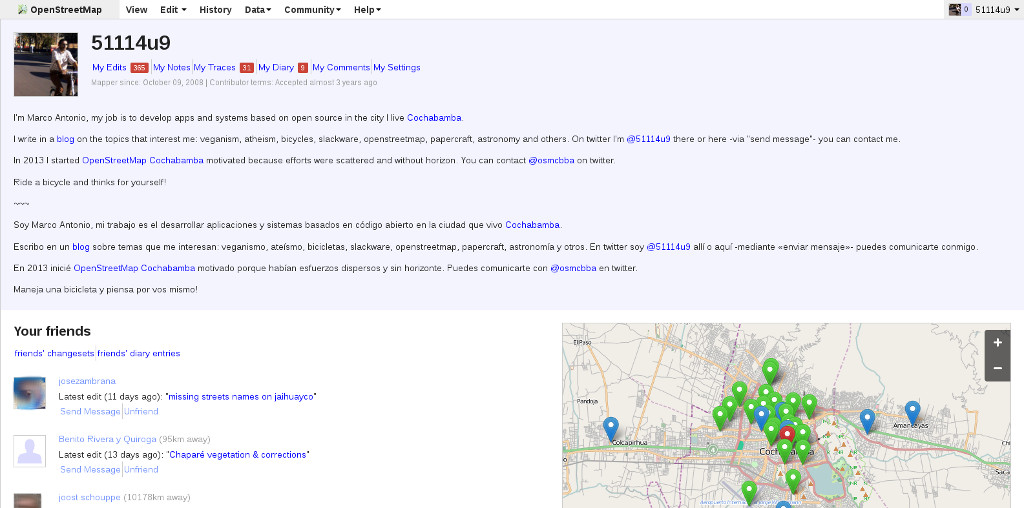 OpenStreetMap View Edit History Data Community Help 0 51114u9
51114u9
My Edits 365 My Notes My Traces 31 My Diary 9 My Comments My Settings
Mapper since: October 09, 2008 | Contributor terms: Accepted almost 3 years ago
I'm Marco Antonio, my job is to develop apps and systems based on open source in the city I live Cochabamba.
I write in a blog on the topics that interest me: veganism, atheism, bicycles, slackware, openstreetmap, papercraft, astronomy and others. On twitter I'm @51114u9 there or here -via "send message"- you can contact me.
In 2013 I started OpenStreetMap Cochabamba motivated because efforts were scattered and without horizon. You can contact @osmcbba on twitter.
Ride a bicycle and thinks for yourself!
~~~
Soy Marco Antonio, mi trabajo es el desarrollar aplicaciones y sistemas basados en código abierto en la ciudad que vivo Cochabamba.
Escribo en un blog sobre temas que me interesan: veganismo, ateísmo, bicicletas, slackware, openstreetmap, papercraft, astronomía y otros. En twitter soy @51114u9 allí o aquí -mediante «enviar mensaje»- puedes comunicarte conmigo.
En 2013 inicié OpenStreetMap Cochabamba motivado porque habían esfuerzos dispersos y sin horizonte. Puedes comunicarte con @osmcbba en twitter.
Maneja una bicicleta y piensa por vos mismo!
Your friends
friends' changesets friends' diary entries
josezambrana
Latest edit (11 days ago): "missing streets names on jaihuayco"
Send Message Unfriend
Benito Rivera y Quiroga (95km away)
Latest edit (13 days ago): "Chaparé vegetation & corrections"
Send Message Unfriend
joost schouppe (10178km away)
+
−
El Paso
Pandoja
Colcapirhua